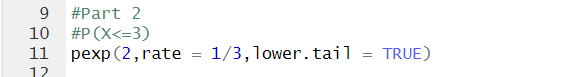 9 #Part 2
10 #P(X<=3)
11 pexp(2,rate = 1/3,lower.tail = TRUE)
12